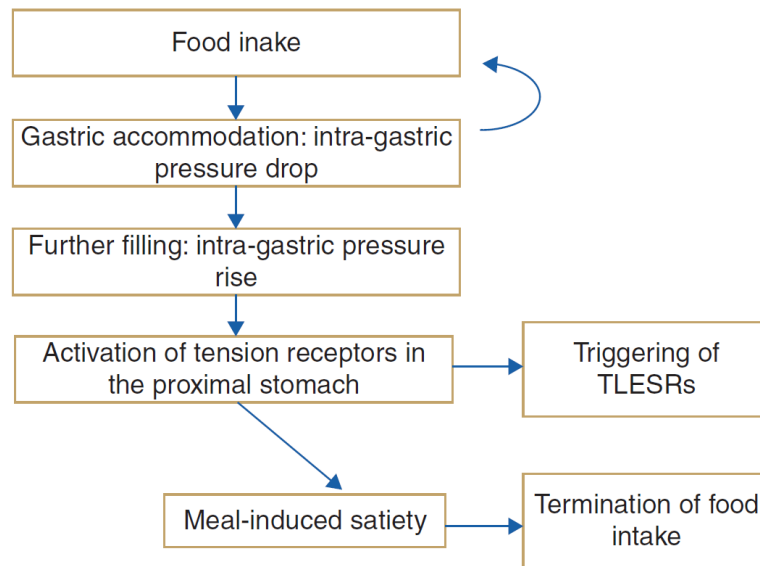 Food inake
Gastric accommodation: intra-gastric
pressure drop
Further filling: intra-gastric pressure
rise
Activation of tension receptors in
the proximal stomach
Triggering of
TLESRs
Meal-induced satiety
Termination of food
intake